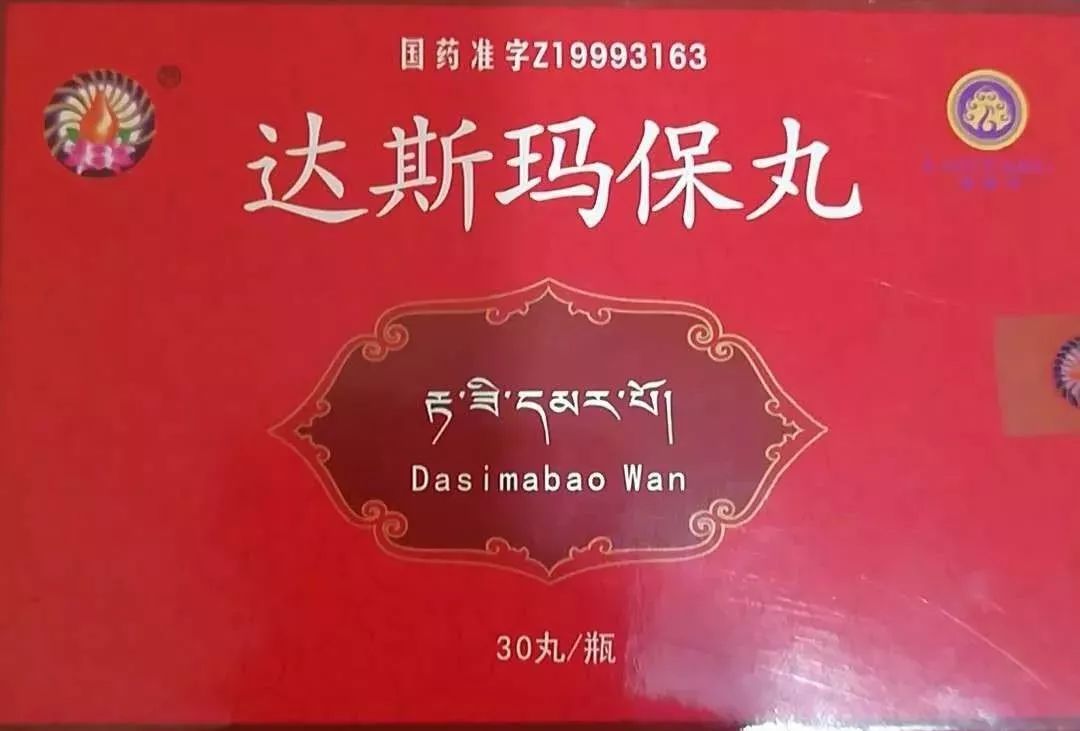 国药准字Z19993163
达斯玛保丸
རྟ་ཟི་དམར་པོ།
Dasimabao Wan
30丸/瓶